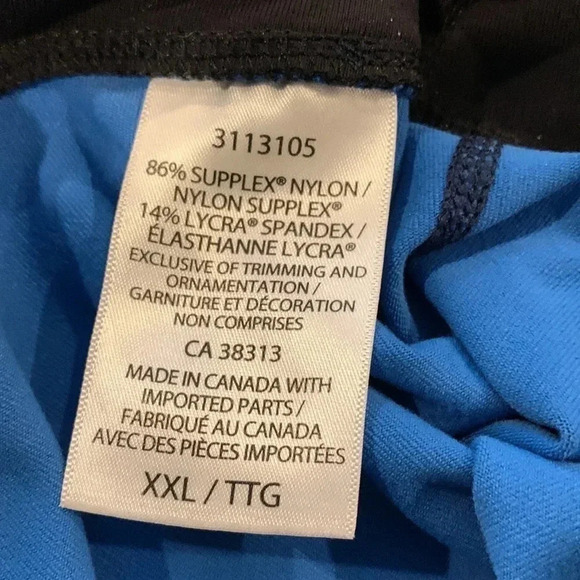 3113105
86% SUPPLEX® NYLON /
NYLON SUPPLEX®
14% LYCRA® SPANDEX /
ÉLASTHANNE LYCRA®
EXCLUSIVE OF TRIMMING AND
ORNAMENTATION /
GARNITURE ET DÉCORATION
NON COMPRISES
CA 38313
MADE IN CANADA WITH
IMPORTED PARTS /
FABRIQUÉ AU CANADA
AVEC DES PIÈCES IMPORTÉES
XXL / TTG